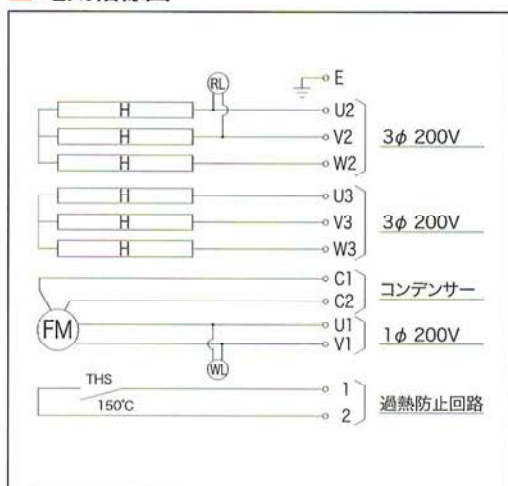 RL
E
H U2
H V2 3φ 200V
H W2
H U3
H V3 3φ 200V
H W3
C1
C2 コンデンサー
FM U1
V1 1φ 200V
WL
THS 1
150℃ 2 過熱防止回路